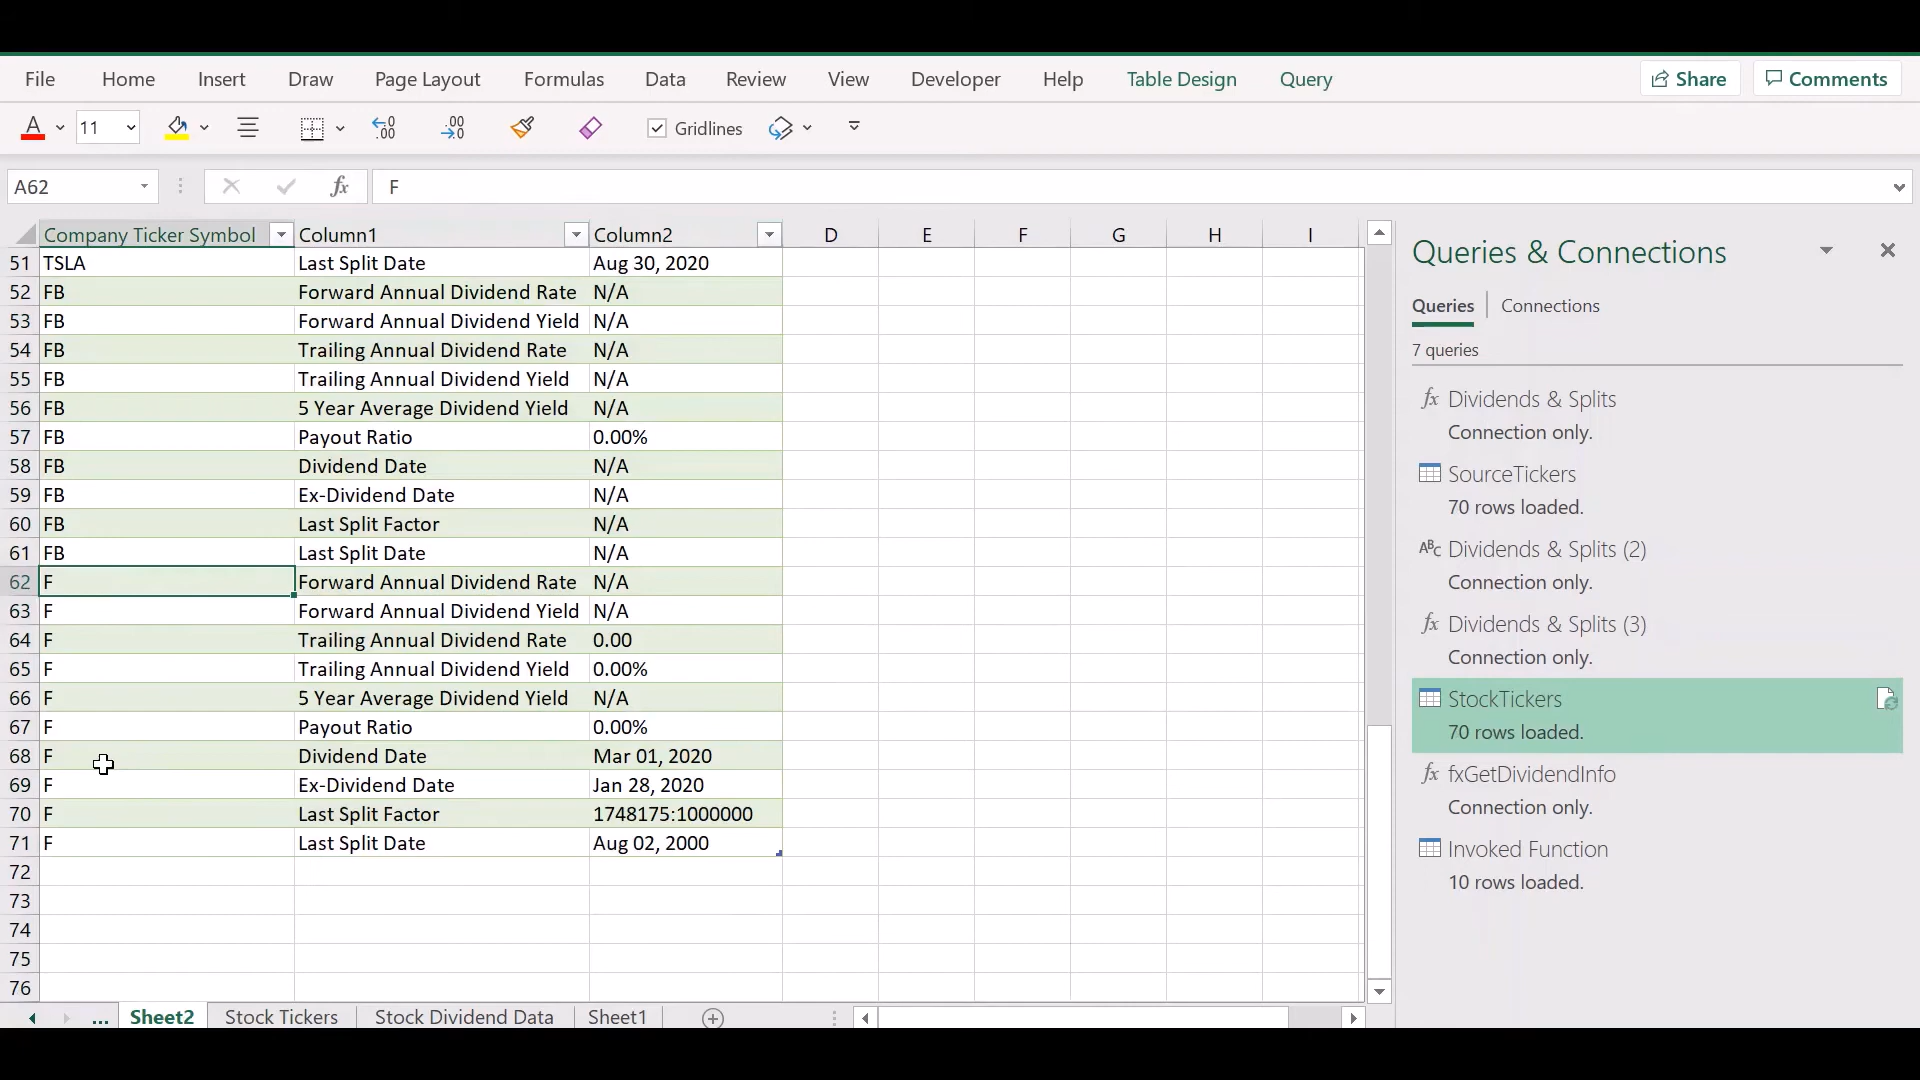 File Home Insert Draw Page Layout Formulas Data Review View Developer Help Table Design Query Share Comments
A 11 ←0 .00 .00 →0 Gridlines
A62 fx F
Company Ticker Symbol Column1 Column2 D E F G H I
51 TSLA Last Split Date Aug 30, 2020
52 FB Forward Annual Dividend Rate N/A
53 FB Forward Annual Dividend Yield N/A
54 FB Trailing Annual Dividend Rate N/A
55 FB Trailing Annual Dividend Yield N/A
56 FB 5 Year Average Dividend Yield N/A
57 FB Payout Ratio 0.00%
58 FB Dividend Date N/A
59 FB Ex-Dividend Date N/A
60 FB Last Split Factor N/A
61 FB Last Split Date N/A
62 F Forward Annual Dividend Rate N/A
63 F Forward Annual Dividend Yield N/A
64 F Trailing Annual Dividend Rate 0.00
65 F Trailing Annual Dividend Yield 0.00%
66 F 5 Year Average Dividend Yield N/A
67 F Payout Ratio 0.00%
68 F Dividend Date Mar 01, 2020
69 F Ex-Dividend Date Jan 28, 2020
70 F Last Split Factor 1748175:1000000
71 F Last Split Date Aug 02, 2000
72
73
74
75
76
... Sheet2 Stock Tickers Stock Dividend Data Sheet1
Queries & Connections
Queries Connections
7 queries
fx Dividends & Splits
Connection only.
SourceTickers
70 rows loaded.
ABC Dividends & Splits (2)
Connection only.
fx Dividends & Splits (3)
Connection only.
StockTickers
70 rows loaded.
fx fxGetDividendInfo
Connection only.
Invoked Function
10 rows loaded.